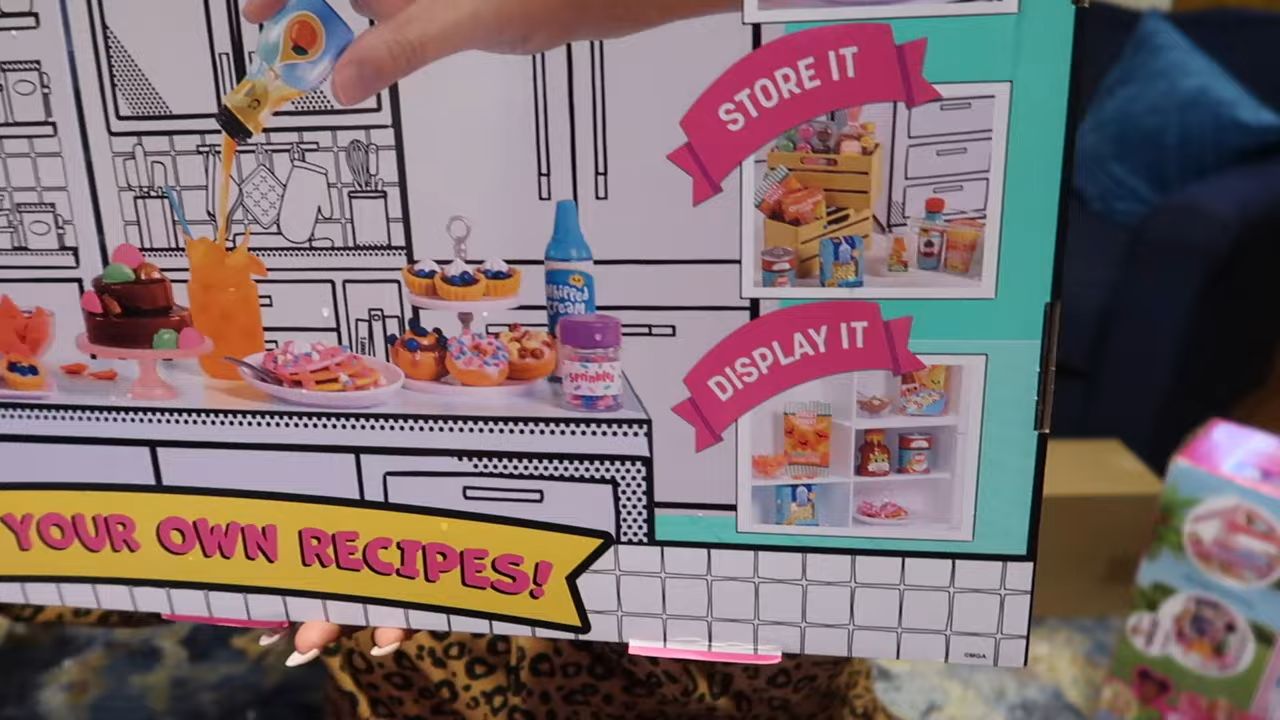 STORE IT
Whipped
Cream
Sprinkles
DISPLAY IT
YOUR OWN RECIPES!
©MGA